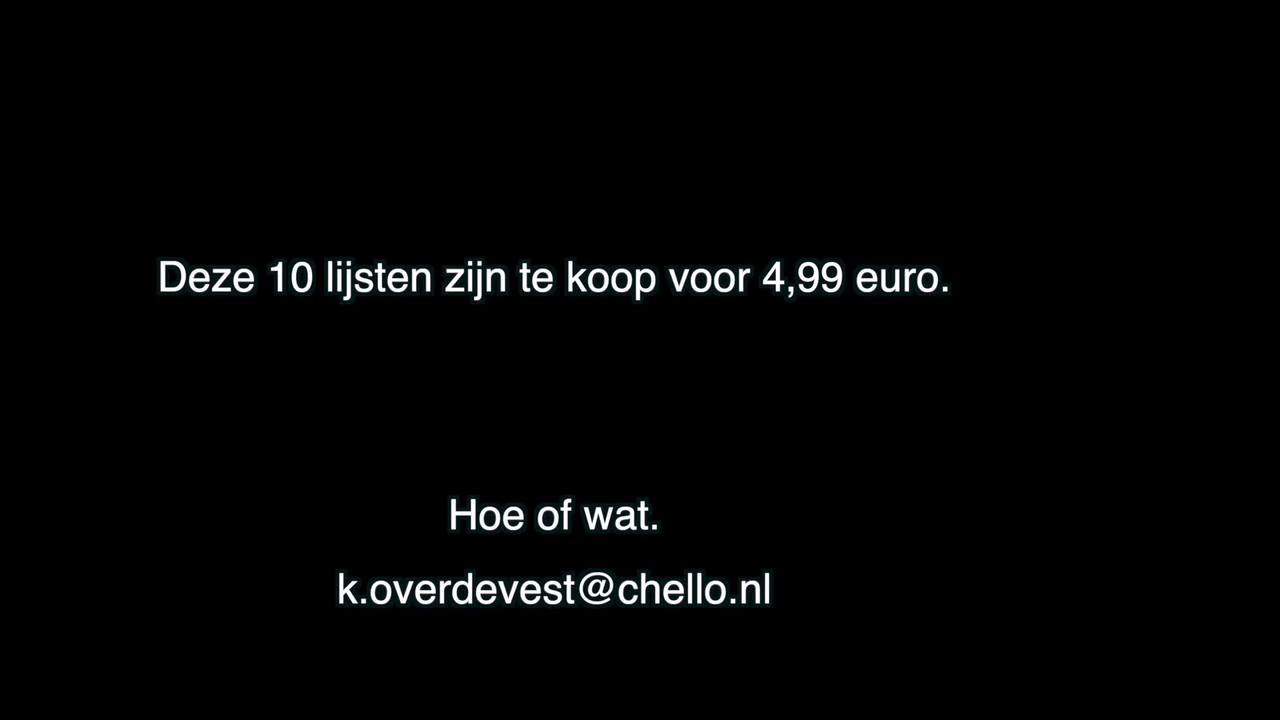 Deze 10 lijsten zijn te koop voor 4,99 euro.
Hoe of wat.
k.overdevest@chello.nl